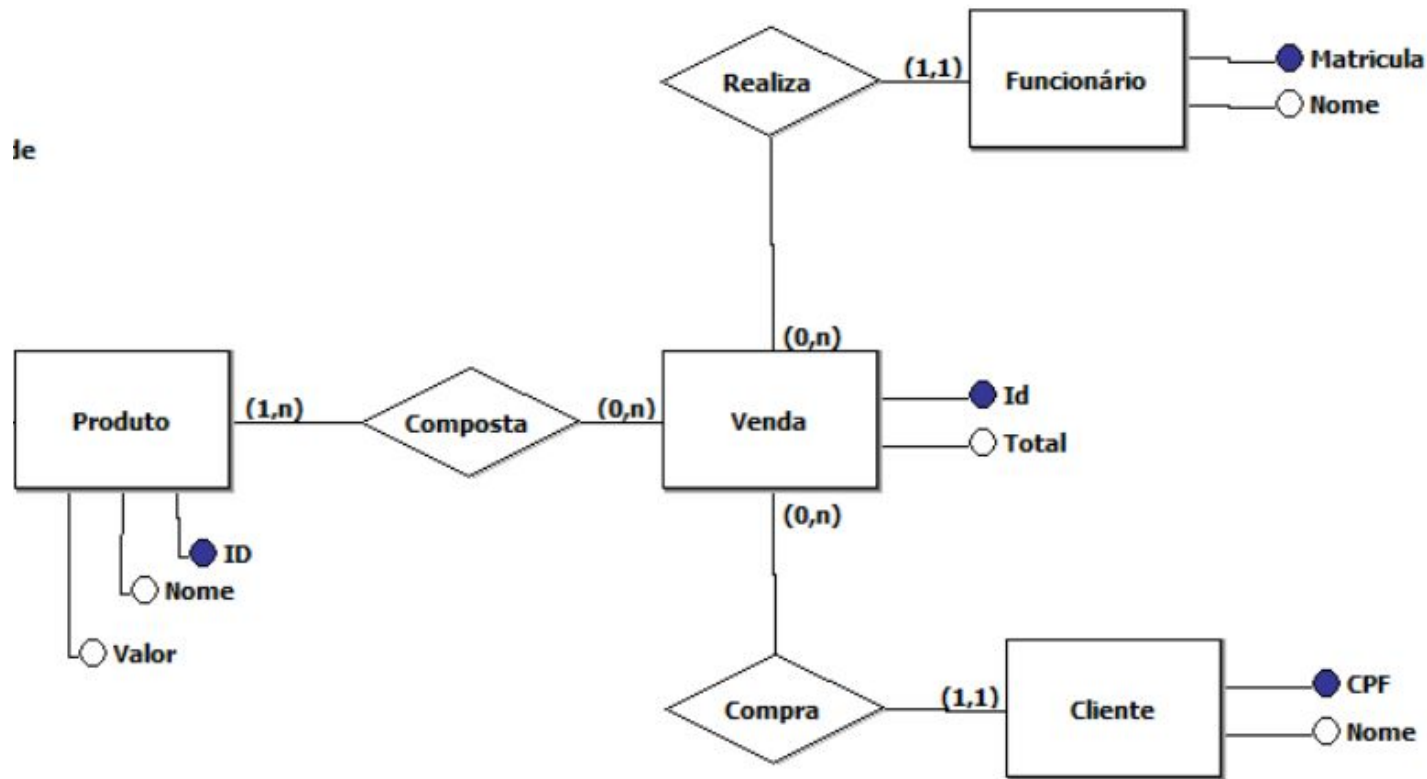 Realiza
(1,1)
Funcionário
Matricula
Nome
de
(0,n)
Produto
(1,n)
Composta
(0,n)
Venda
Id
Total
(0,n)
ID
Nome
Valor
Compra
(1,1)
Cliente
CPF
Nome